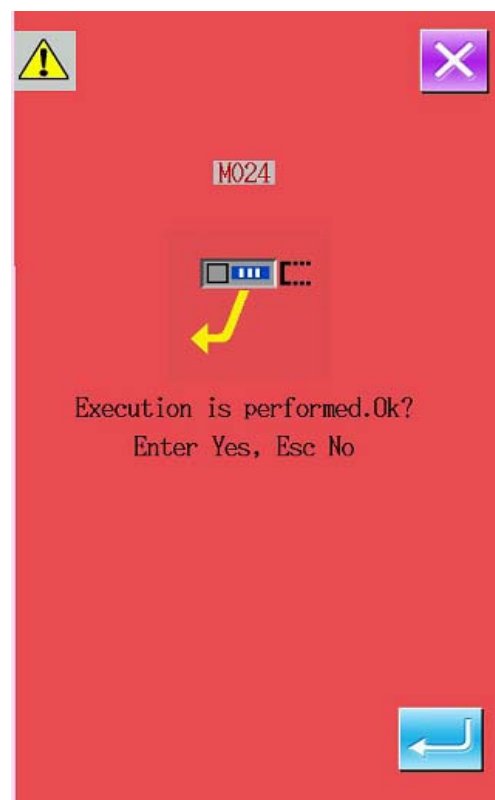 M024
Execution is performed.Ok?
Enter Yes, Esc No